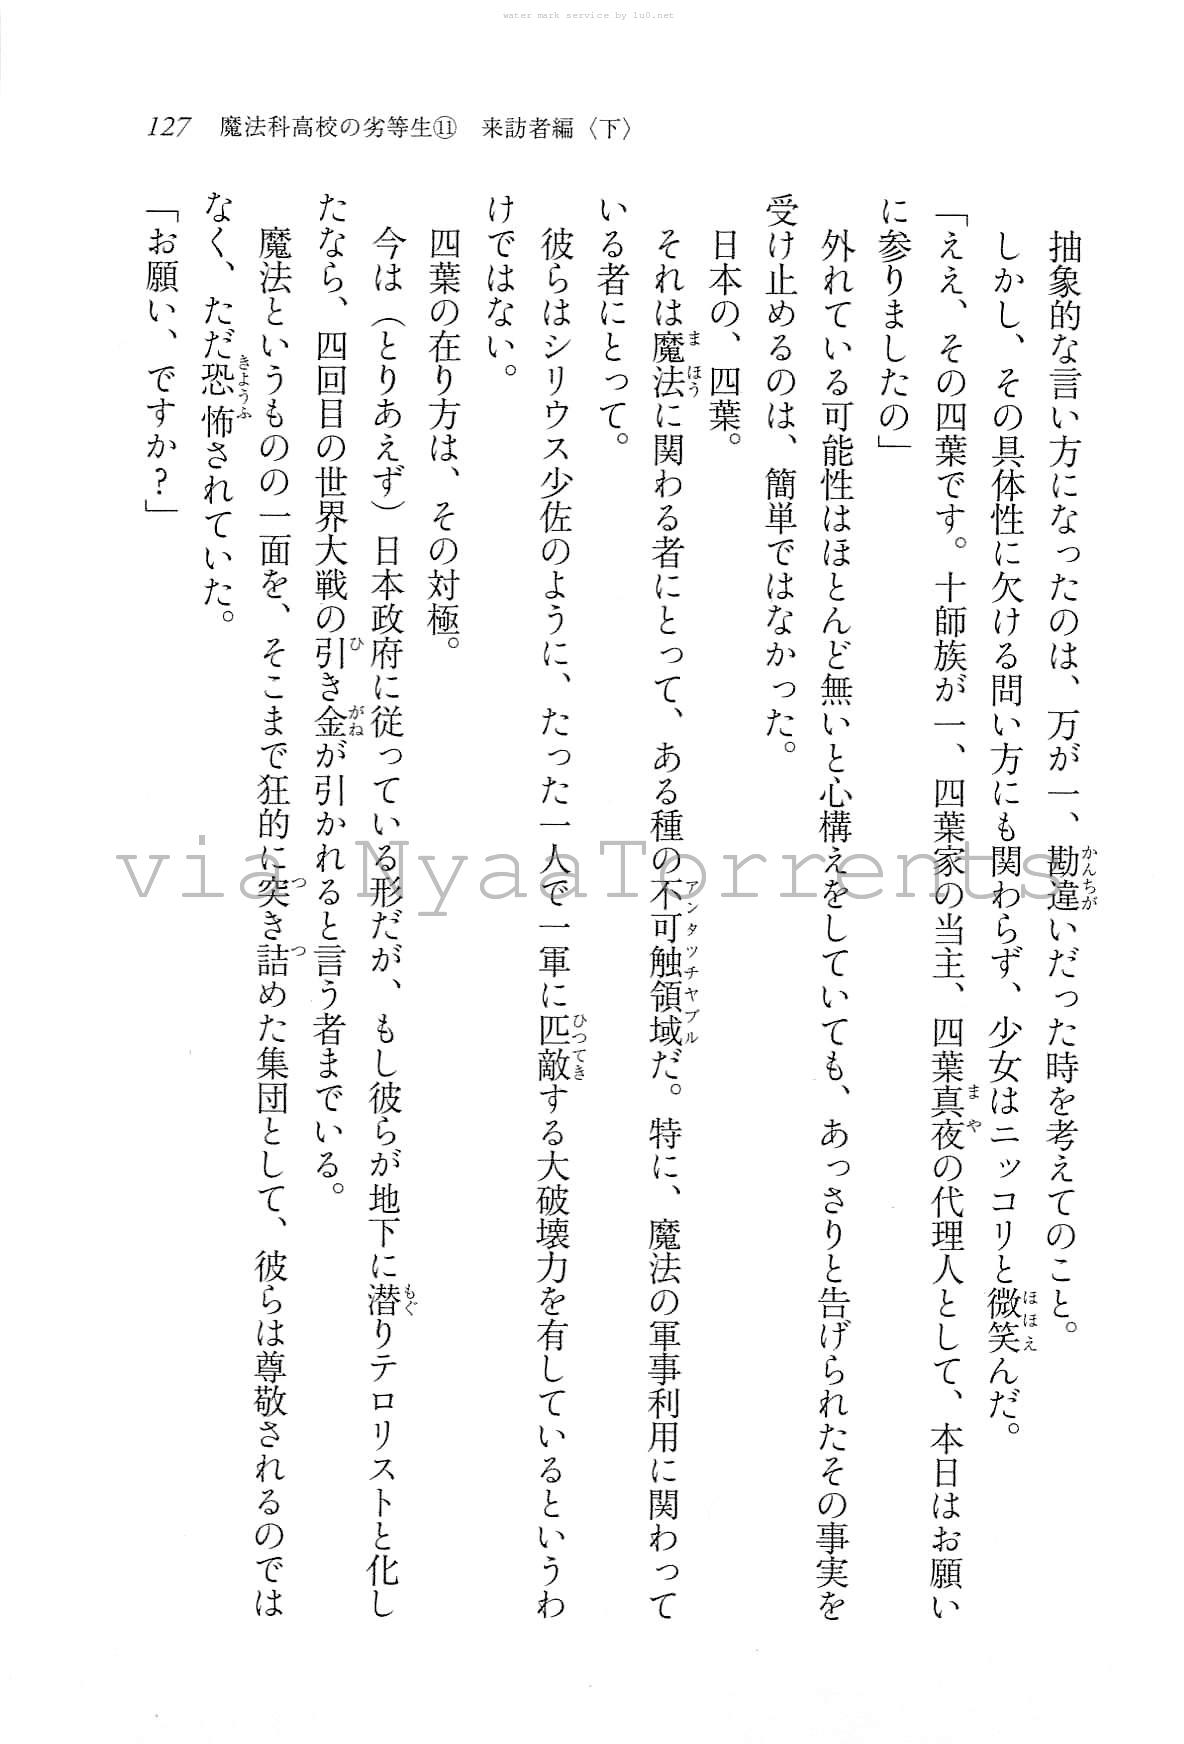 water mark service by lu0.net
127　魔法科高校の劣等生⑪　来訪者編〈下〉
　抽象的な言い方になったのは、万が一、勘違いだった時を考えてのこと。
　しかし、その具体性に欠ける問い方にも関わらず、少女はニッコリと微笑んだ。
「ええ、その四葉です。十師族が一、四葉家の当主、四葉真夜の代理人として、本日はお願い
に参りましたの」
　外れている可能性はほとんど無いと心構えをしていても、あっさりと告げられたその事実を
受け止めるのは、簡単ではなかった。
　日本の、四葉。
　それは魔法に関わる者にとって、ある種の不可触領域だ。特に、魔法の軍事利用に関わって
いる者にとって。
　彼らはシリウス少佐のように、たった一人で一軍に匹敵する大破壊力を有しているというわ
けではない。
　四葉の在り方は、その対極。
　今は（とりあえず）日本政府に従っている形だが、もし彼らが地下に潜りテロリストと化し
たなら、四回目の世界大戦の引き金が引かれると言う者までいる。
　魔法というものの一面を、そこまで狂的に突き詰めた集団として、彼らは尊敬されるのでは
なく、ただ恐怖されていた。
「お願い、ですか？」
via NyaaTorrents